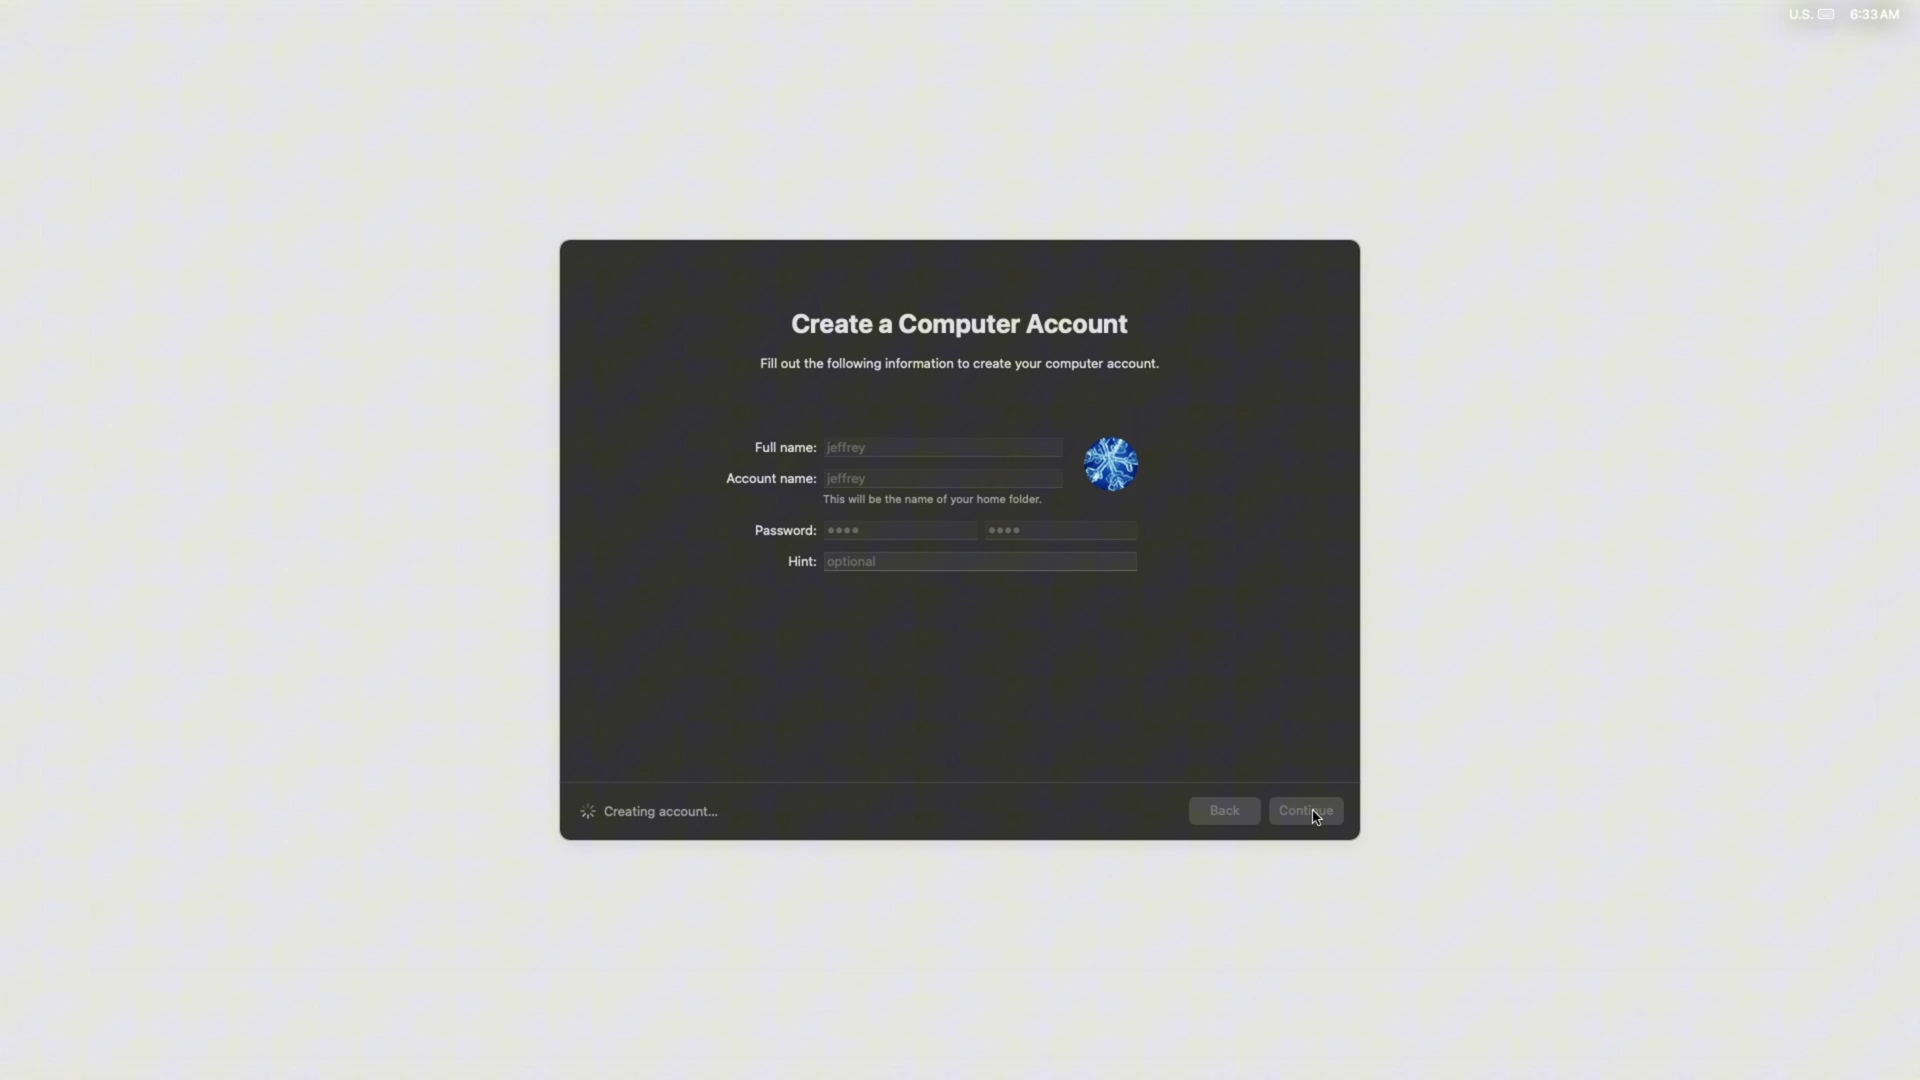 U.S. 6:33 AM
Create a Computer Account
Fill out the following information to create your computer account.
Full name: jeffrey
Account name: jeffrey
This will be the name of your home folder.
Password: •••• ••••
Hint: optional
Creating account...
Back Continue